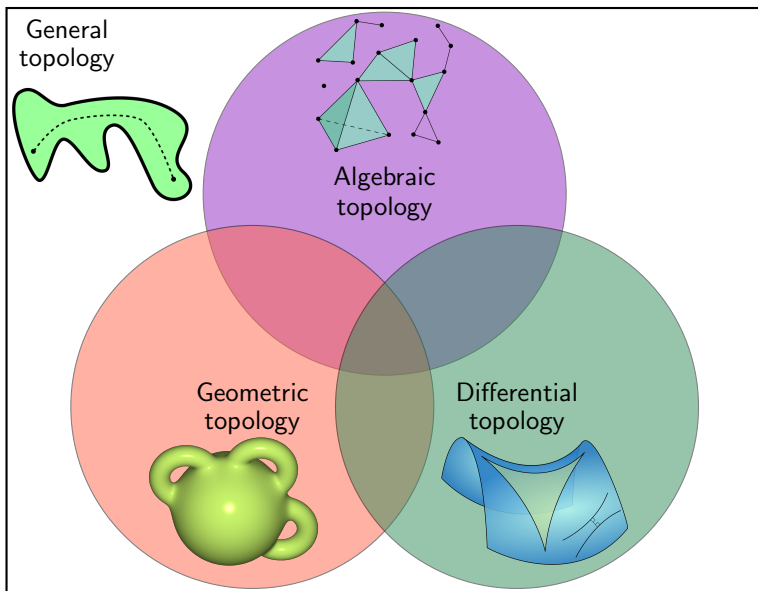 General
topology
Algebraic
topology
Geometric
topology
Differential
topology